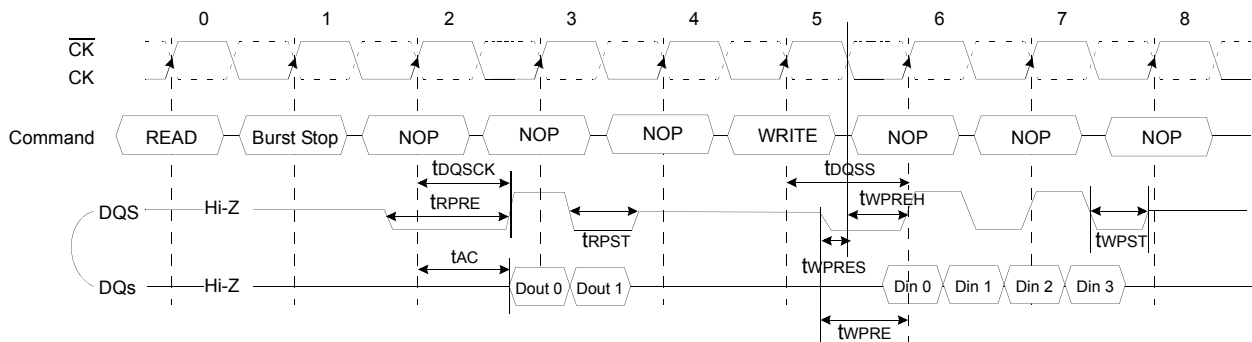 0 1 2 3 4 5 6 7 8
CK
CK
Command READ Burst Stop NOP NOP NOP WRITE NOP NOP NOP
tDQSCK tDQSS
DQS Hi-Z tRPRE tWPREH
tRPST tWPST
tAC tWPRES
DQs Hi-Z Dout 0 Dout 1 Din 0 Din 1 Din 2 Din 3
tWPRE